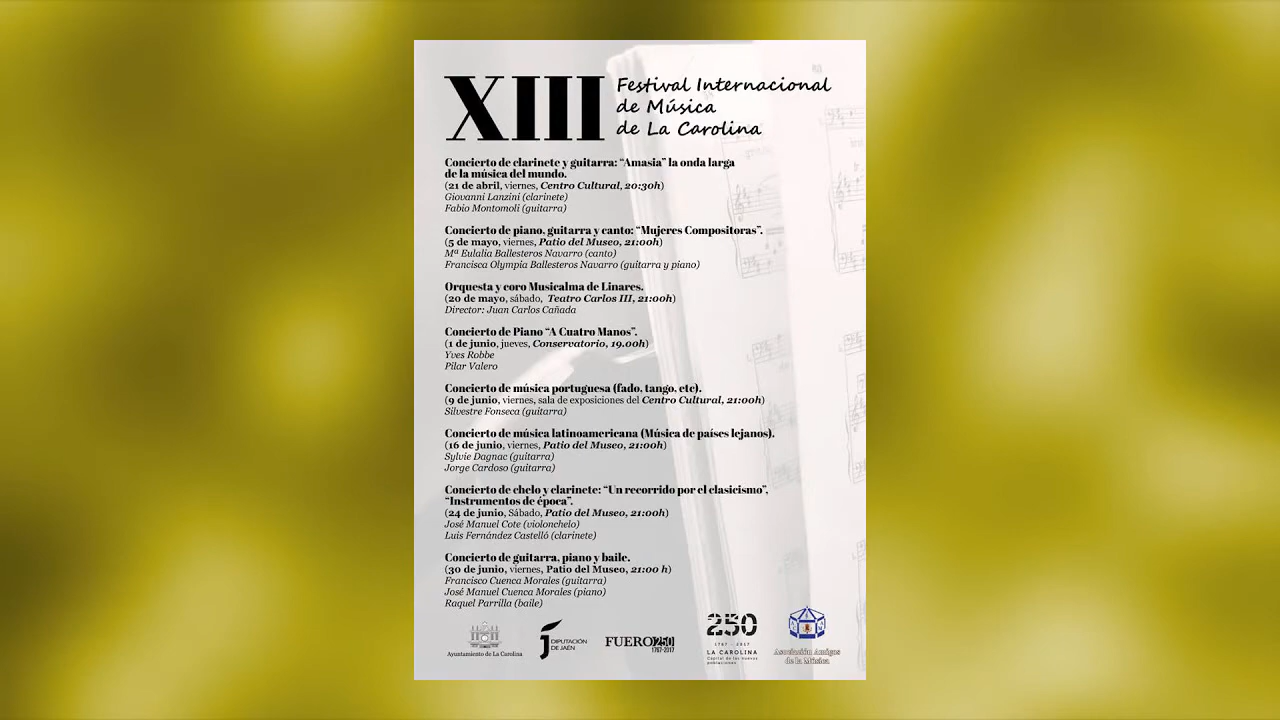 XIII
Festival Internacional
de Música
de La Carolina
Concierto de clarinete y guitarra: “Amasia” la onda larga
de la música del mundo.
(21 de abril, viernes, Centro Cultural, 20:30h)
Giovanni Lanzini (clarinete)
Fabio Montomoli (guitarra)
Concierto de piano, guitarra y canto: “Mujeres Compositoras”.
(5 de mayo, viernes, Patio del Museo, 21:00h)
Mª Eulalia Ballesteros Navarro (canto)
Francisca Olympia Ballesteros Navarro (guitarra y piano)
Orquesta y coro Musicalma de Linares.
(20 de mayo, sábado, Teatro Carlos III, 21:00h)
Director: Juan Carlos Cañada
Concierto de Piano “A Cuatro Manos”.
(1 de junio, jueves, Conservatorio, 19.00h)
Yves Robbe
Pilar Valero
Concierto de música portuguesa (fado, tango, etc).
(9 de junio, viernes, sala de exposiciones del Centro Cultural, 21:00h)
Silvestre Fonseca (guitarra)
Concierto de música latinoamericana (Música de países lejanos).
(16 de junio, viernes, Patio del Museo, 21:00h)
Sylvie Dagnac (guitarra)
Jorge Cardoso (guitarra)
Concierto de chelo y clarinete: “Un recorrido por el clasicismo”,
“Instrumentos de época”.
(24 de junio, Sábado, Patio del Museo, 21:00h)
José Manuel Cote (violonchelo)
Luis Fernández Castelló (clarinete)
Concierto de guitarra, piano y baile.
(30 de junio, viernes, Patio del Museo, 21:00 h)
Francisco Cuenca Morales (guitarra)
José Manuel Cuenca Morales (piano)
Raquel Parrilla (baile)
Ayuntamiento de La Carolina
DIPUTACIÓN
DE JAÉN
FUERO 250
1767-2017
250
1767 · 2017
LA CAROLINA
Capital de las nuevas
poblaciones
Asociación Amigos
de la Música